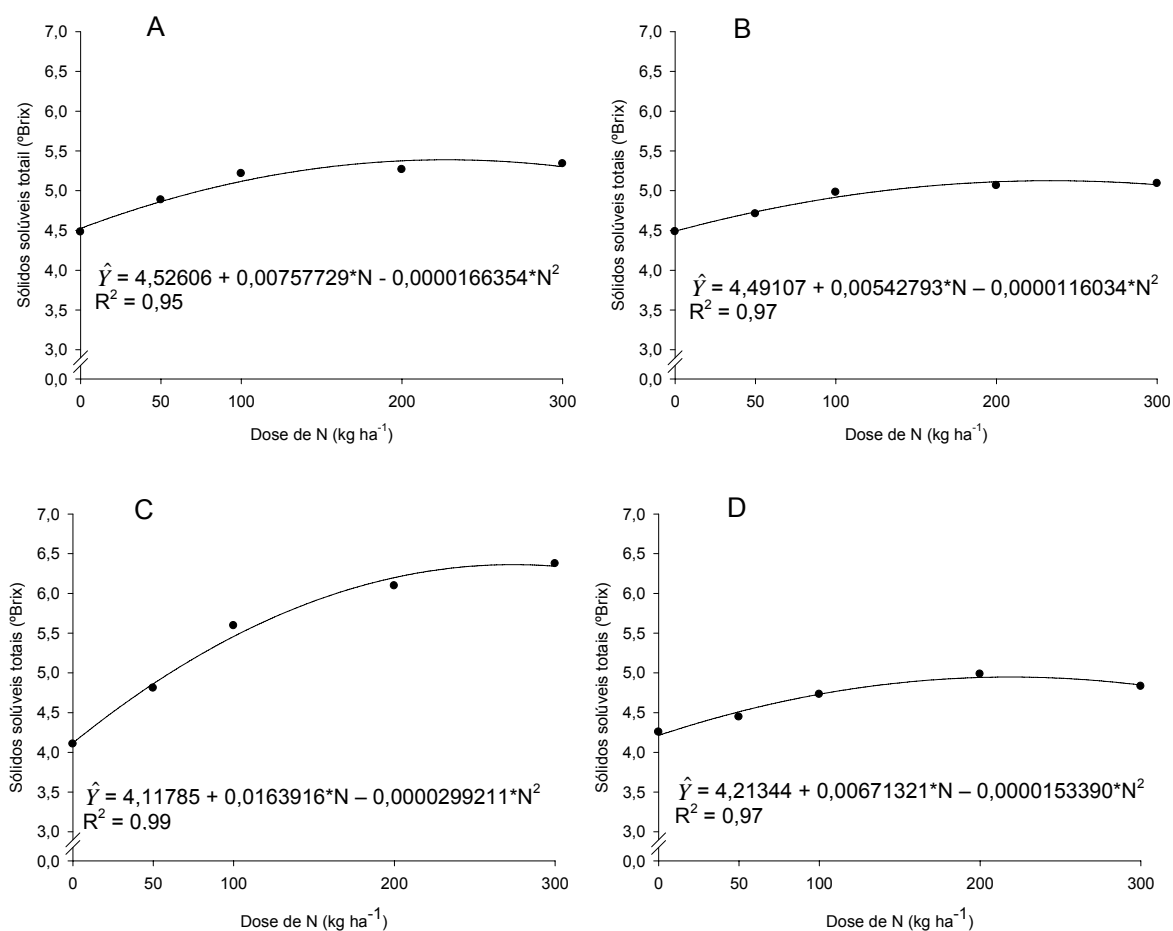 A
7,0
6,5
6,0
5,5
5,0
4,5
4,0
3,5
3,0
0,0
Sólidos solúveis totail (ºBrix)
Ŷ = 4,52606 + 0,00757729*N - 0,0000166354*N²
R² = 0,95
0 50 100 200 300
Dose de N (kg ha⁻¹)
B
7,0
6,5
6,0
5,5
5,0
4,5
4,0
3,5
3,0
0,0
Sólidos solúveis totais (ºBrix)
Ŷ = 4,49107 + 0,00542793*N – 0,0000116034*N²
R² = 0,97
0 50 100 200 300
Dose de N (kg ha⁻¹)
C
7,0
6,5
6,0
5,5
5,0
4,5
4,0
3,5
3,0
0,0
Sólidos solúveis totais (ºBrix)
Ŷ = 4,11785 + 0,0163916*N – 0,0000299211*N²
R² = 0,99
0 50 100 200 300
Dose de N (kg ha⁻¹)
D
7,0
6,5
6,0
5,5
5,0
4,5
4,0
3,5
3,0
0,0
Sólidos solúveis totais (ºBrix)
Ŷ = 4,21344 + 0,00671321*N – 0,0000153390*N²
R² = 0,97
0 50 100 200 300
Dose de N (kg ha⁻¹)